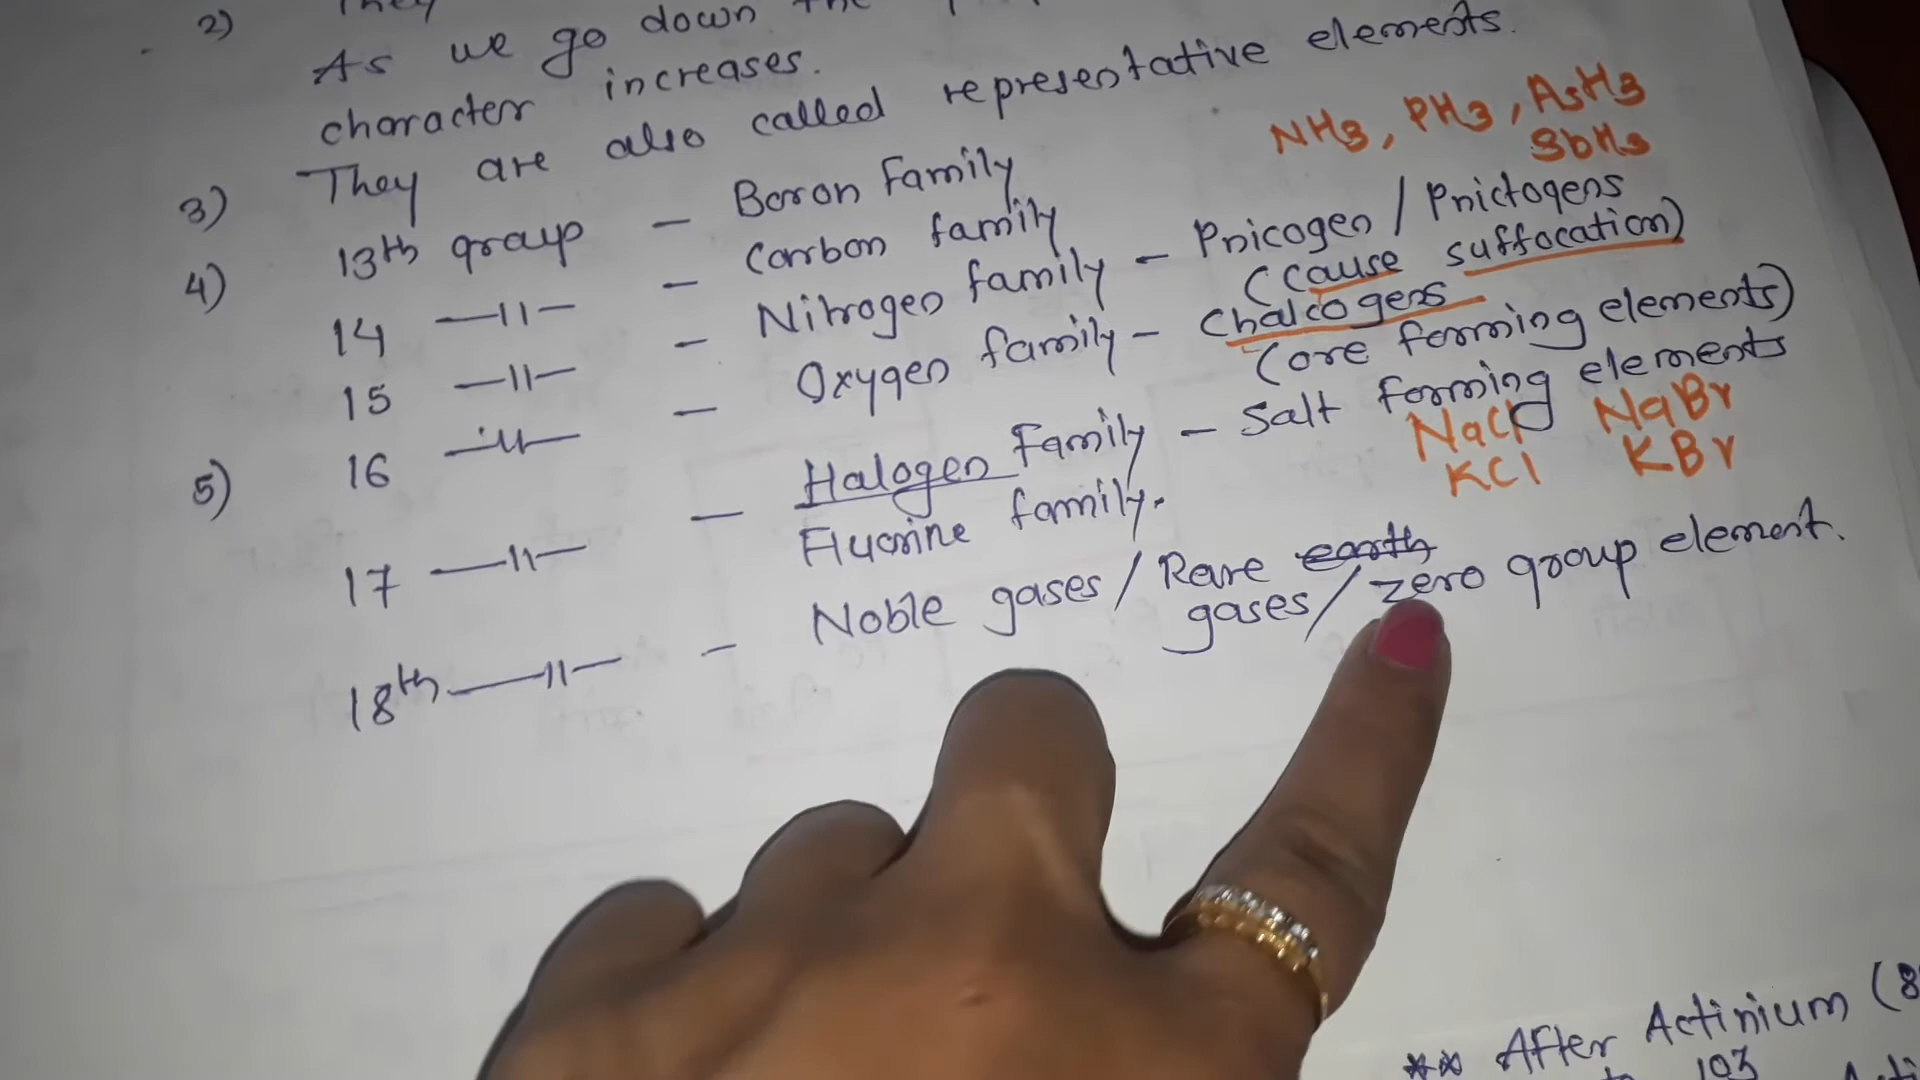 2) They
As we go down the
character increases.
3) They are also called representative elements.
NH3, PH3, AsH3
SbH3
4) 13th group - Boron Family
14 -11- - Carbon family
15 -11- - Nitrogen family - Pnicogen / Pnictogens
(Cause suffocation)
16 -11- - Oxygen family - Chalcogens
(ore forming elements)
5) 17 -11- - Halogen Family - Salt forming elements
NaCl NaBr
KCl KBr
Fluorine family.
18th -11- - Noble gases / Rare earth
gases / zero group element.
** After Actinium (8
103